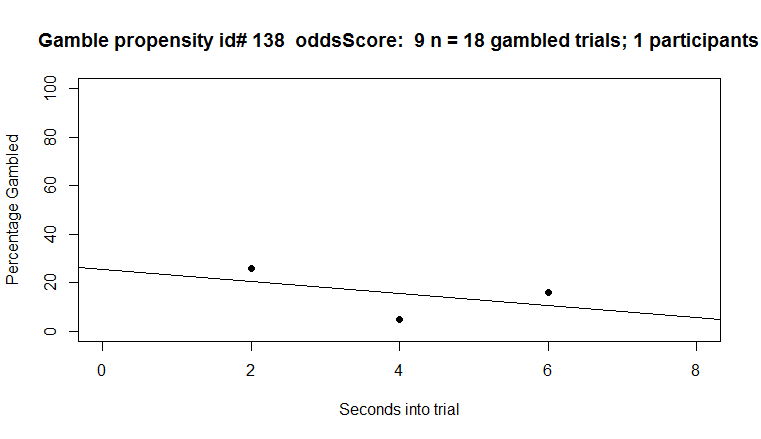 Gamble propensity id# 138  oddsScore:  9 n = 18 gambled trials; 1 participants
Percentage Gambled
100
80
60
40
20
0
0 2 4 6 8
Seconds into trial